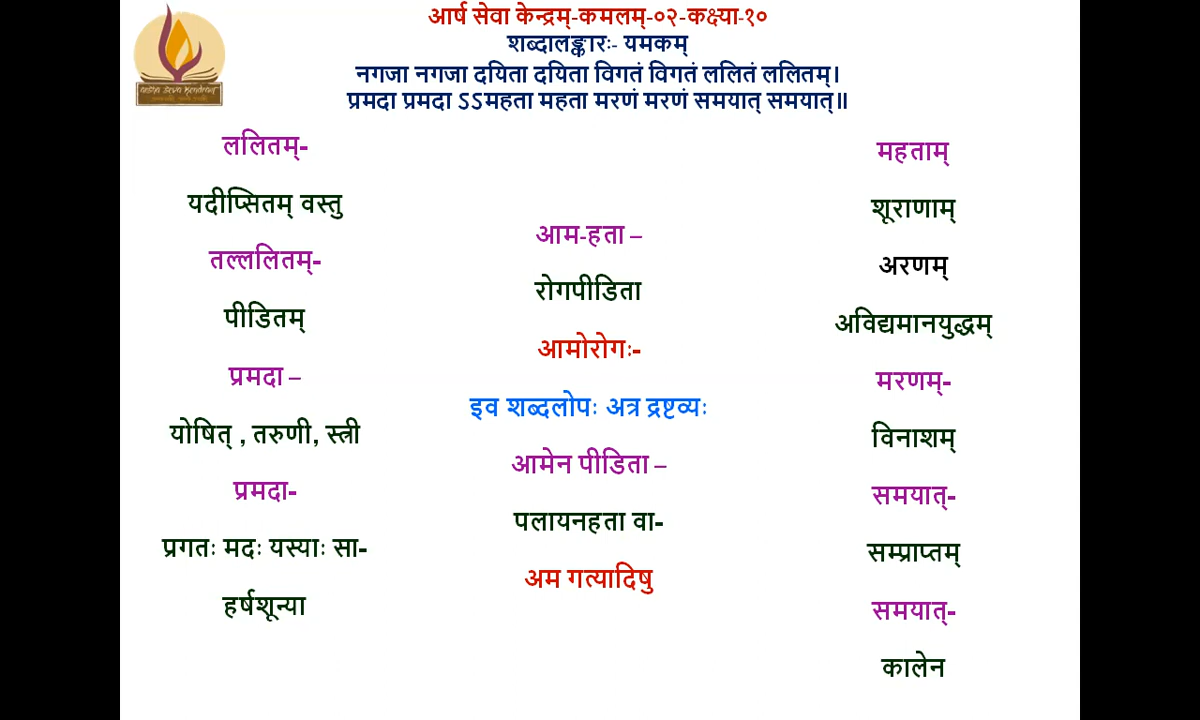 आर्ष सेवा केन्द्रम्-कमलम्-०२-कक्ष्या-१०
शब्दालङ्कारः- यमकम्
नगजा नगजा दयिता दयिता विगतं विगतं ललितं ललितम्।
प्रमदा प्रमदा ऽऽमहता महता मरणं मरणं समयात् समयात्॥
ललितम्-
यदीप्सितम् वस्तु
तल्ललितम्-
पीडितम्
प्रमदा –
योषित् , तरुणी, स्त्री
प्रमदा-
प्रगतः मदः यस्याः सा-
हर्षशून्या
आम-हता –
रोगपीडिता
आमोरोगः-
इव शब्दलोपः अत्र द्रष्टव्यः
आमेन पीडिता –
पलायनहता वा-
अम गत्यादिषु
महताम्
शूराणाम्
अरणम्
अविद्यमानयुद्धम्
मरणम्-
विनाशम्
समयात्-
सम्प्राप्तम्
समयात्-
कालेन